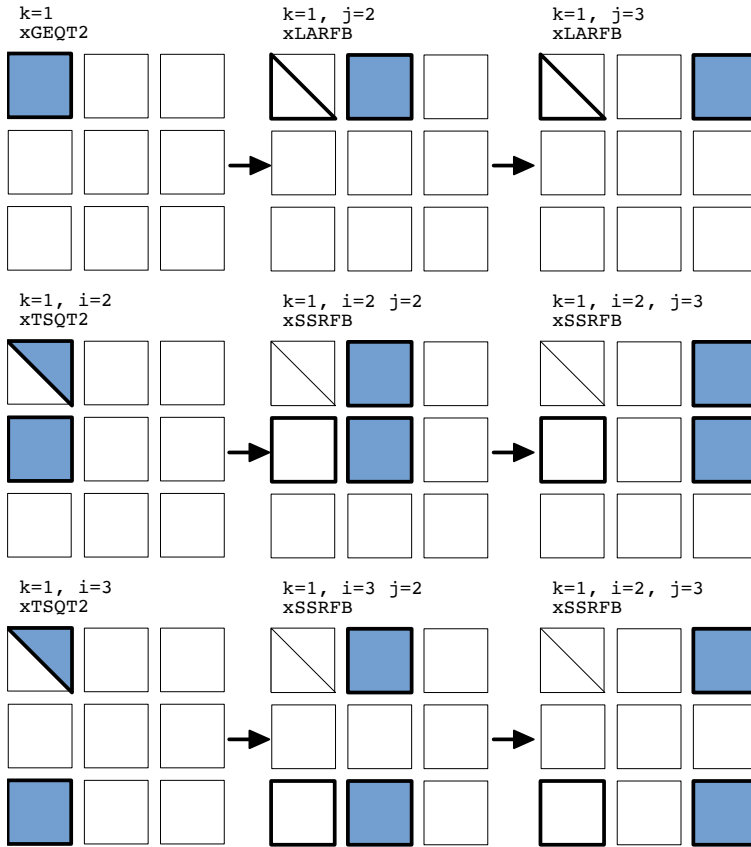 k=1
xGEQT2
k=1, j=2
xLARFB
k=1, j=3
xLARFB
k=1, i=2
xTSQT2
k=1, i=2 j=2
xSSRFB
k=1, i=2, j=3
xSSRFB
k=1, i=3
xTSQT2
k=1, i=3 j=2
xSSRFB
k=1, i=2, j=3
xSSRFB